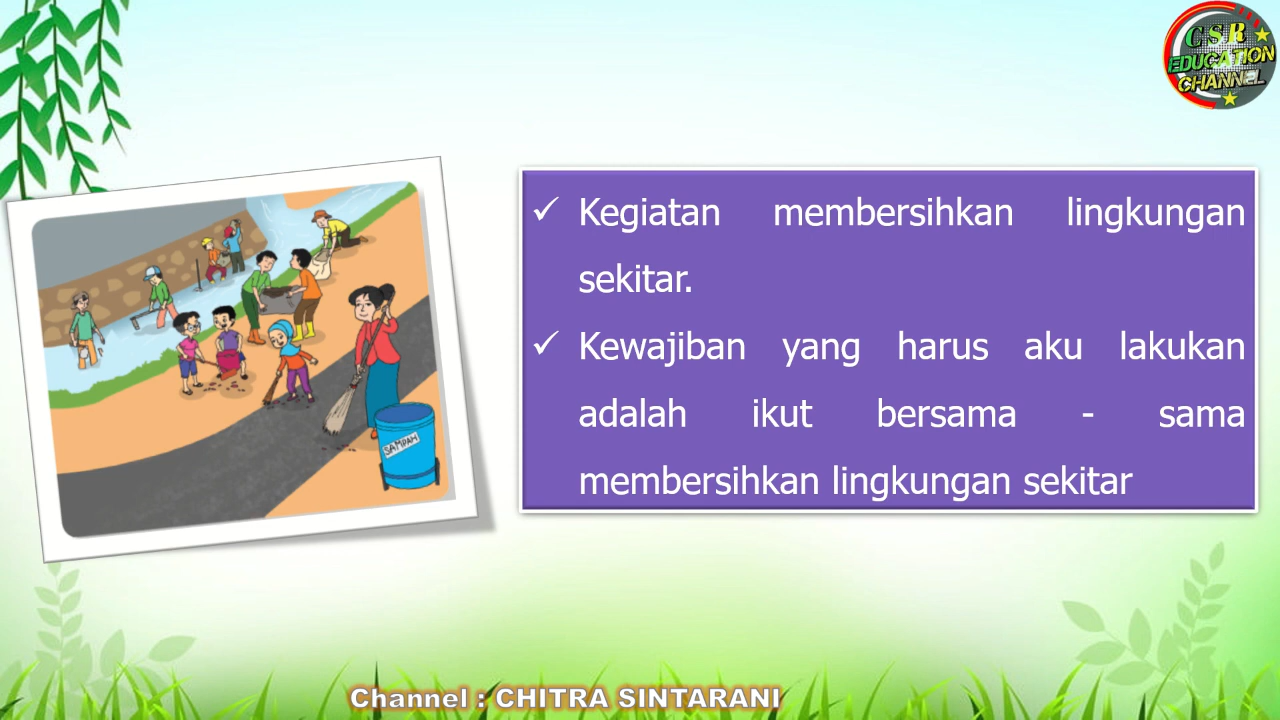 CSR
EDUCATION
CHANNEL
✓ Kegiatan membersihkan lingkungan
sekitar.
✓ Kewajiban yang harus aku lakukan
adalah ikut bersama - sama
membersihkan lingkungan sekitar
SAMPAH
Channel : CHITRA SINTARANI